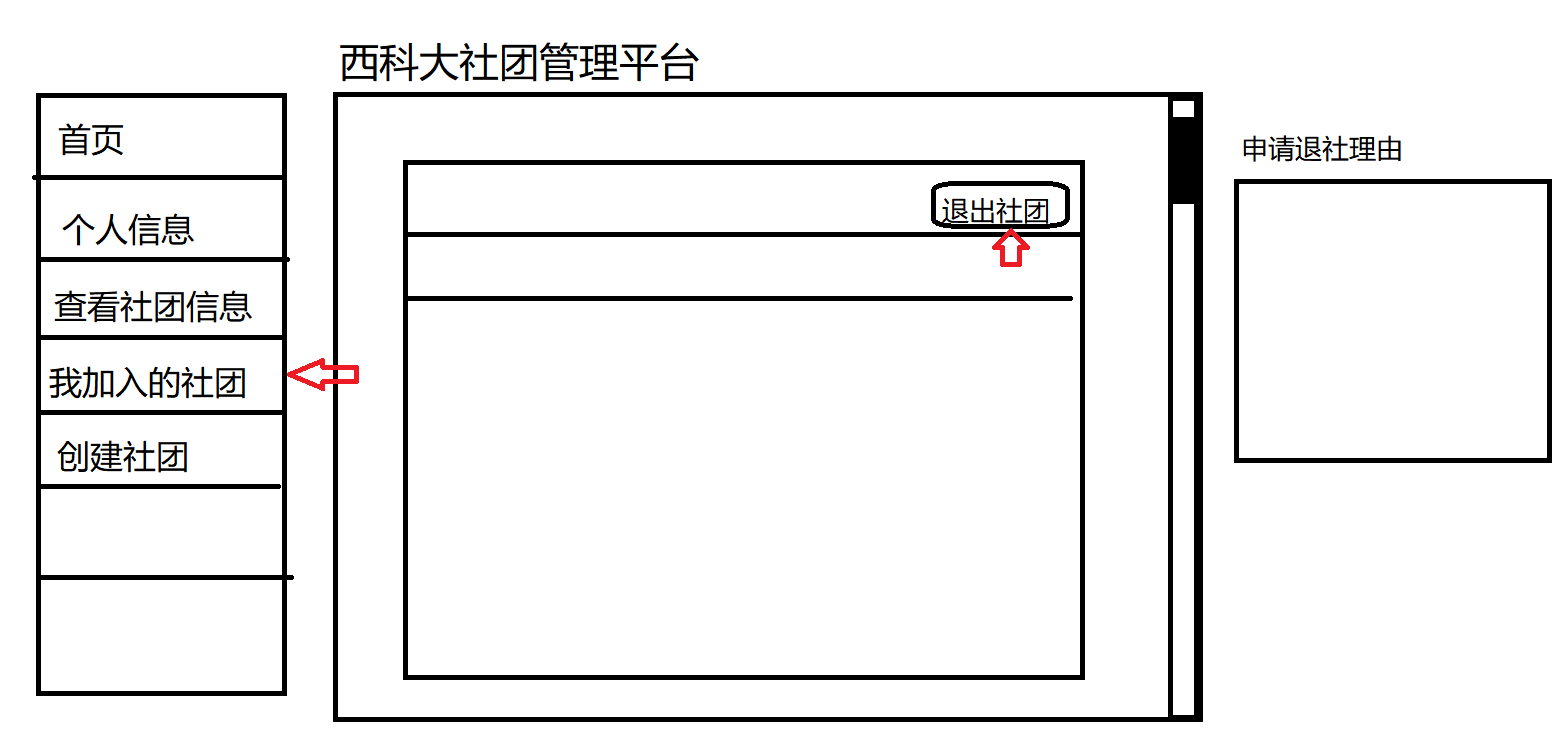 西科大社团管理平台
首页
个人信息
查看社团信息
我加入的社团
创建社团
退出社团
申请退社理由